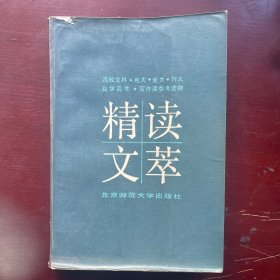 高校文科·电大·业大·刊大
自学高考·写作课参考读物
精读
文萃
北京师范大学出版社